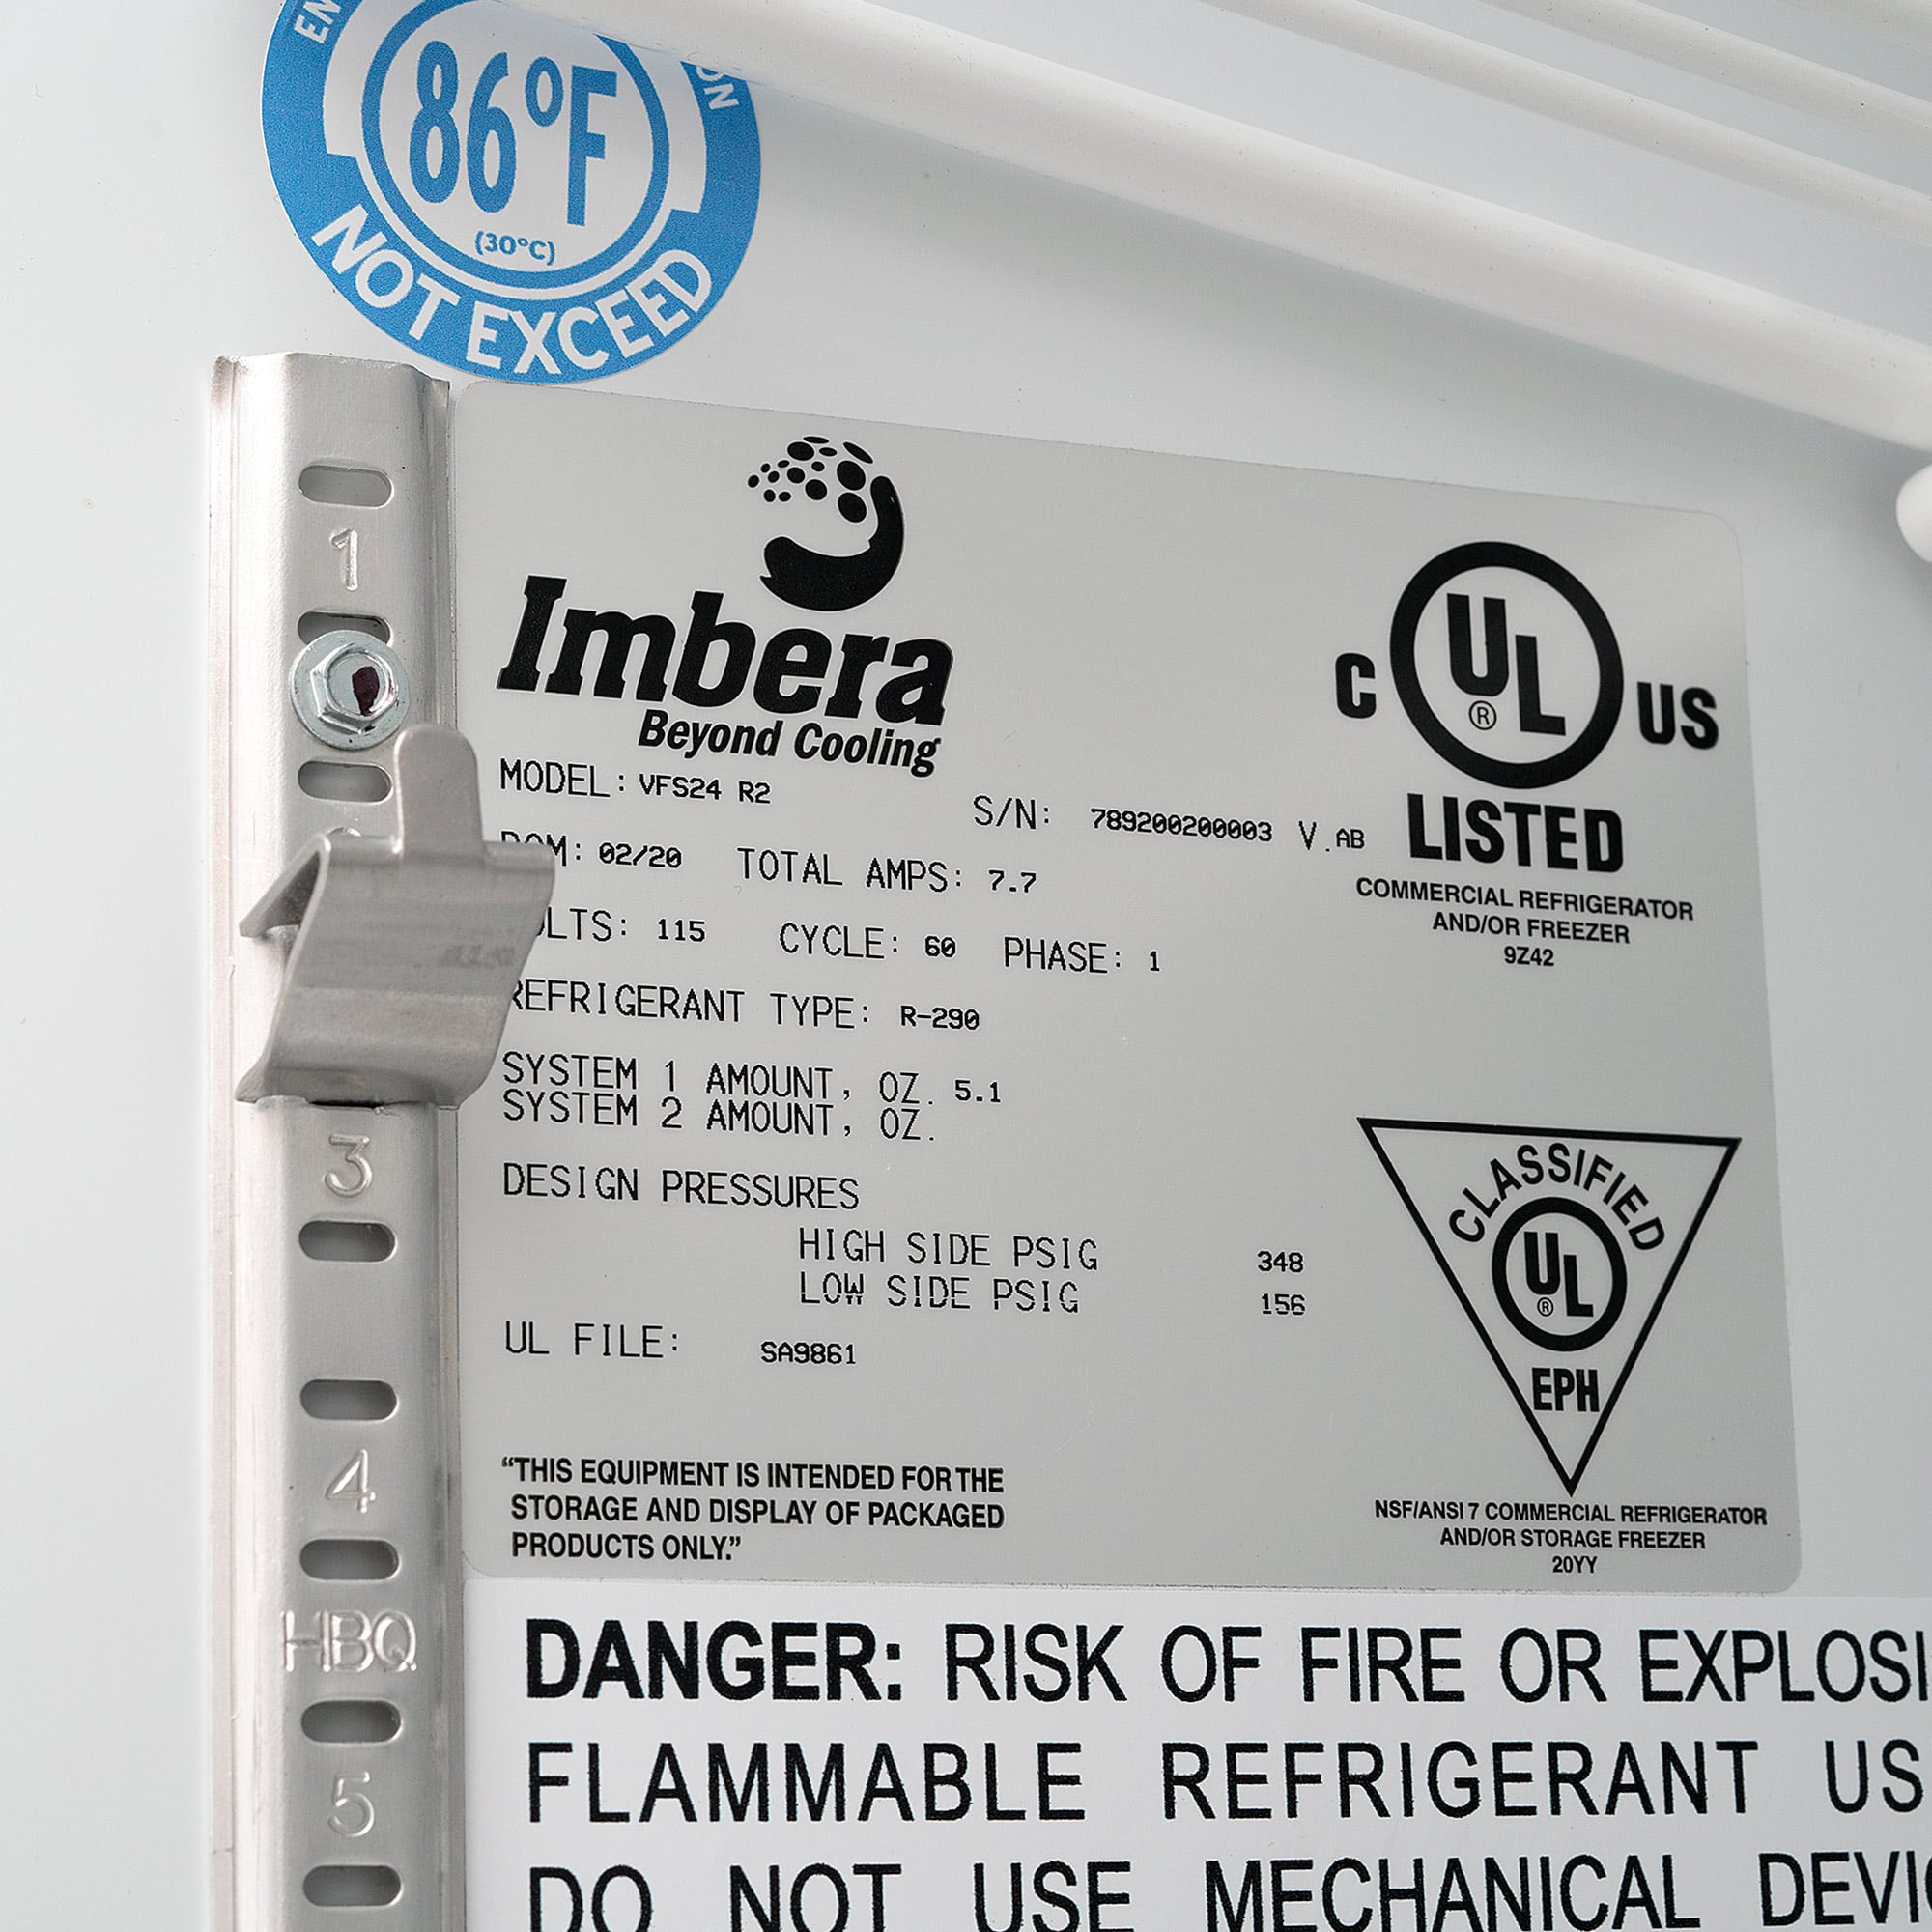 86°F
(30°C)
NOT EXCEED
1
Imbera
Beyond Cooling
C UL® US
LISTED
COMMERCIAL REFRIGERATOR
AND/OR FREEZER
9Z42
MODEL: VFS24 R2
S/N: 789200200003 V.AB
02/20 TOTAL AMPS: 7.7
115 CYCLE: 60 PHASE: 1
REFRIGERANT TYPE: R-290
SYSTEM 1 AMOUNT, OZ. 5.1
SYSTEM 2 AMOUNT, OZ.
DESIGN PRESSURES
HIGH SIDE PSIG 348
LOW SIDE PSIG 156
UL FILE: SA9861
"THIS EQUIPMENT IS INTENDED FOR THE
STORAGE AND DISPLAY OF PACKAGED
PRODUCTS ONLY."
CLASSIFIED
UL®
EPH
NSF/ANSI 7 COMMERCIAL REFRIGERATOR
AND/OR STORAGE FREEZER
20YY
3
4
HBQ
5
DANGER: RISK OF FIRE OR
FLAMMABLE REFRIGERANT
DO NOT USE MECHANICAL